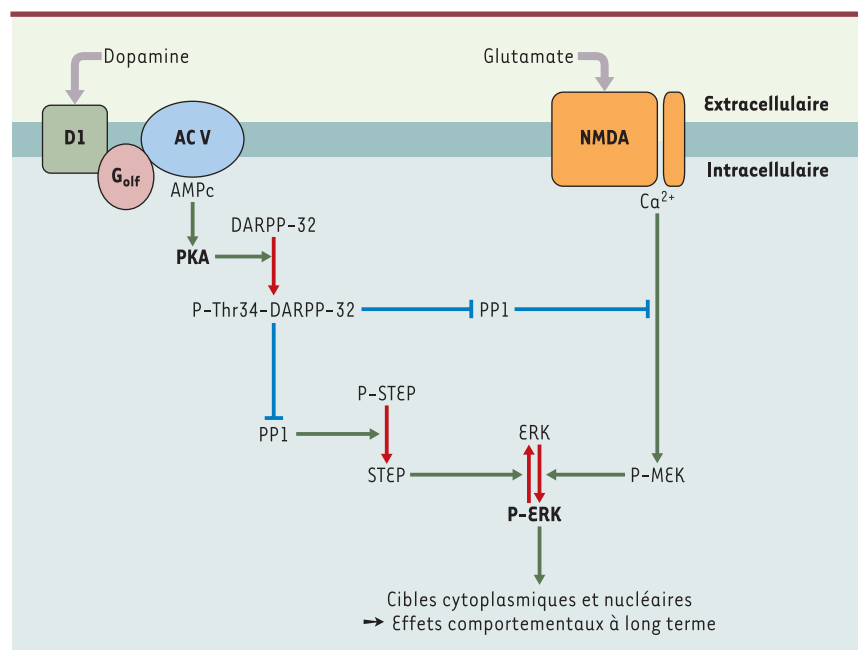 Dopamine
Glutamate
Extracellulaire
D1
AC V
NMDA
Golf
Intracellulaire
AMPc
Ca²⁺
DARPP-32
PKA
P-Thr34-DARPP-32
PP1
P-STEP
PP1
ERK
STEP
P-MEK
P-ERK
Cibles cytoplasmiques et nucléaires
→ Effets comportementaux à long terme